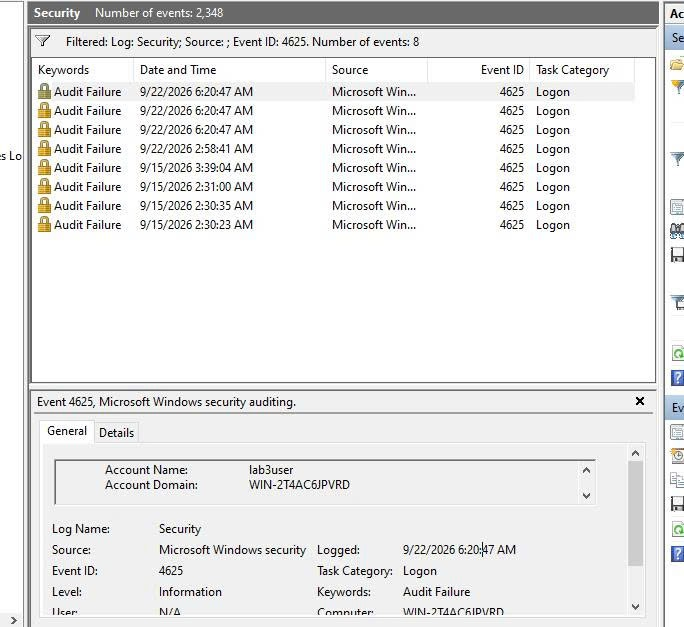 Security Number of events: 2,348
Filtered: Log: Security; Source: ; Event ID: 4625. Number of events: 8
Keywords Date and Time Source Event ID Task Category
Audit Failure 9/22/2026 6:20:47 AM Microsoft Win... 4625 Logon
Audit Failure 9/22/2026 6:20:47 AM Microsoft Win... 4625 Logon
Audit Failure 9/22/2026 6:20:47 AM Microsoft Win... 4625 Logon
Audit Failure 9/22/2026 2:58:41 AM Microsoft Win... 4625 Logon
Audit Failure 9/15/2026 3:39:04 AM Microsoft Win... 4625 Logon
Audit Failure 9/15/2026 2:31:00 AM Microsoft Win... 4625 Logon
Audit Failure 9/15/2026 2:30:35 AM Microsoft Win... 4625 Logon
Audit Failure 9/15/2026 2:30:23 AM Microsoft Win... 4625 Logon
es Lo
Ac
Se
Event 4625, Microsoft Windows security auditing.
Ev
General Details
Account Name: lab3user
Account Domain: WIN-2T4AC6JPVRD
Log Name: Security
Source: Microsoft Windows security Logged: 9/22/2026 6:20:47 AM
Event ID: 4625 Task Category: Logon
Level: Information Keywords: Audit Failure
User: N/A Computer: WIN-2T4AC6JPVRD